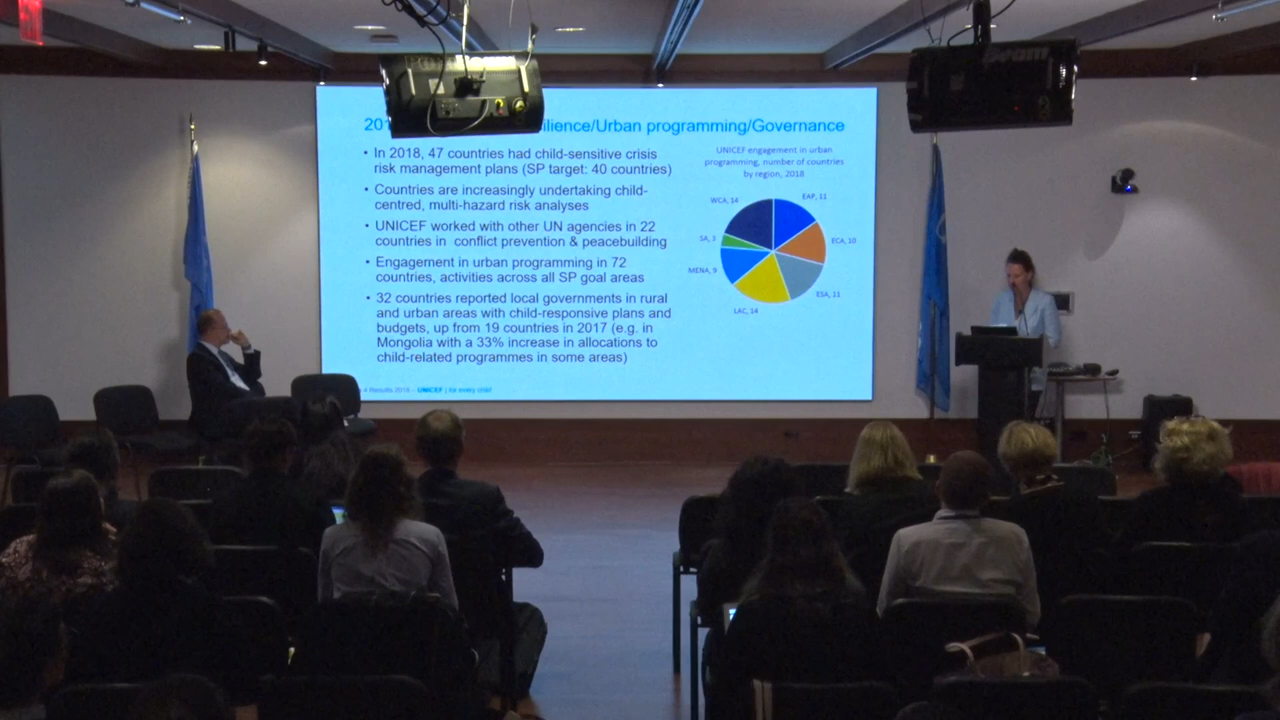 201
silience/Urban programming/Governance
• In 2018, 47 countries had child-sensitive crisis
risk management plans (SP target: 40 countries)
• Countries are increasingly undertaking child-
centred, multi-hazard risk analyses
• UNICEF worked with other UN agencies in 22
countries in conflict prevention & peacebuilding
• Engagement in urban programming in 72
countries, activities across all SP goal areas
• 32 countries reported local governments in rural
and urban areas with child-responsive plans and
budgets, up from 19 countries in 2017 (e.g. in
Mongolia with a 33% increase in allocations to
child-related programmes in some areas)
UNICEF engagement in urban
programming, number of countries
by region, 2018
WCA, 14
EAP, 11
SA, 3
ECA, 10
MENA, 9
ESA, 11
LAC, 14
4 Results 2018 – UNICEF | for every child